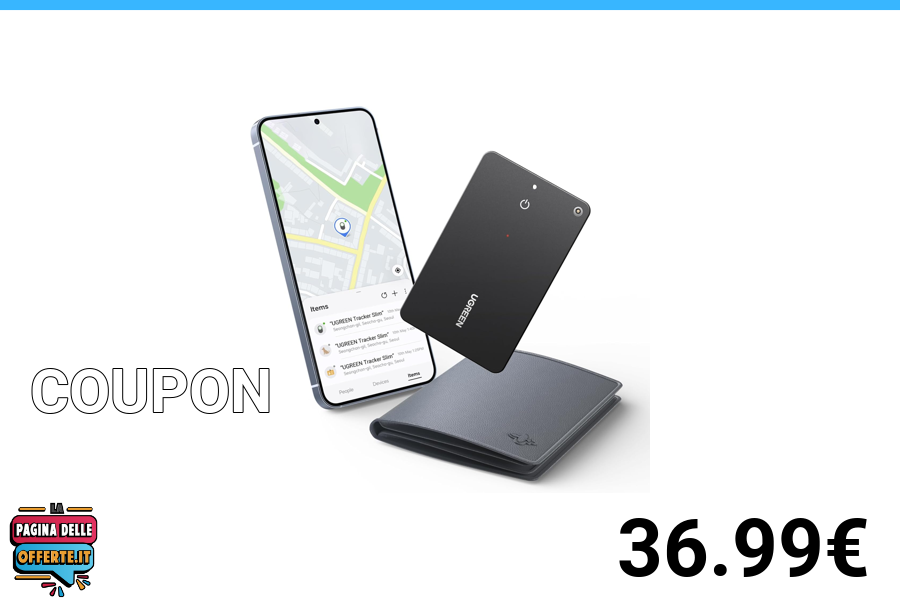 Items
"UGREEN Tracker Slim"
"UGREEN Tracker Slim"
"UGREEN Tracker Slim"
People
Devices
Items
UGREEN
COUPON
LA
PAGINA DELLE
OFFERTE.IT
36.99€